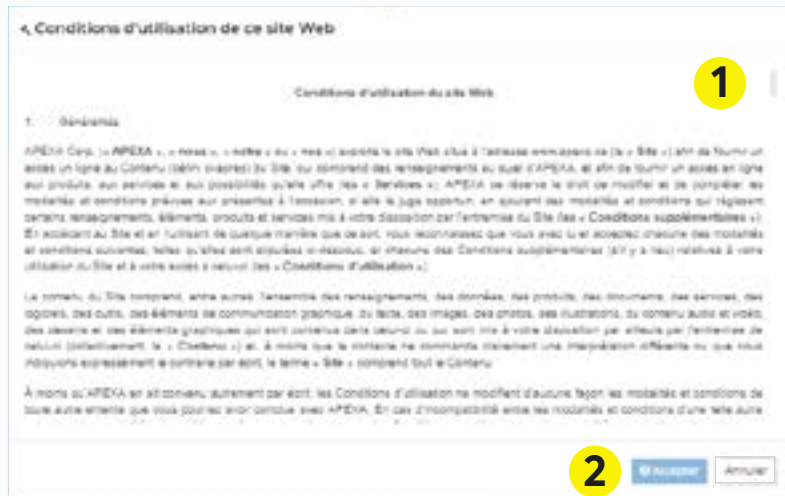 Conditions d'utilisation de ce site Web
1
Conditions d'utilisation du site Web
1. Généralités
APEXA Corp. (« APEXA », « nous », « notre » ou « nos ») exploite le site Web situé à l'adresse www.apexa.ca (le « Site ») afin de fournir un
accès en ligne au Contenu (défini ci-après) du Site, qui comprend des renseignements au sujet d'APEXA, et afin de fournir un accès en ligne
aux produits, aux services et aux possibilités qu'elle offre (les « Services »). APEXA se réserve le droit de modifier et de compléter les
modalités et conditions prévues aux présentes à l'occasion, si elle le juge opportun, en ajoutant des modalités et conditions qui régissent
certains renseignements, éléments, produits et services mis à votre disposition par l'entremise du Site (les « Conditions supplémentaires »).
En accédant au Site et en l'utilisant de quelque manière que ce soit, vous reconnaissez que vous avez lu et acceptez chacune des modalités
et conditions suivantes, telles qu'elles sont stipulées ci-dessous, et chacune des Conditions supplémentaires (s'il y a lieu) relatives à votre
utilisation du Site et à votre accès à celui-ci (les « Conditions d'utilisation »).
Le contenu du Site comprend, entre autres, l'ensemble des renseignements, des données, des produits, des documents, des services, des
logiciels, des outils, des éléments de communication graphique, du texte, des images, des photos, des illustrations, du contenu audio et vidéo,
des dessins et des éléments graphiques qui sont contenus dans celui-ci ou qui sont mis à votre disposition par ailleurs par l'entremise de
celui-ci (collectivement, le « Contenu ») et, à moins que le contexte ne commande clairement une interprétation différente ou que nous
indiquions expressément le contraire par écrit, le terme « Site » comprend tout le Contenu.
À moins qu'APEXA en ait convenu autrement par écrit, les Conditions d'utilisation ne modifient d'aucune façon les modalités et conditions de
toute autre entente que vous pourriez avoir conclue avec APEXA. En cas d'incompatibilité entre les modalités et conditions d'une telle autre
2
Accepter
Annuler